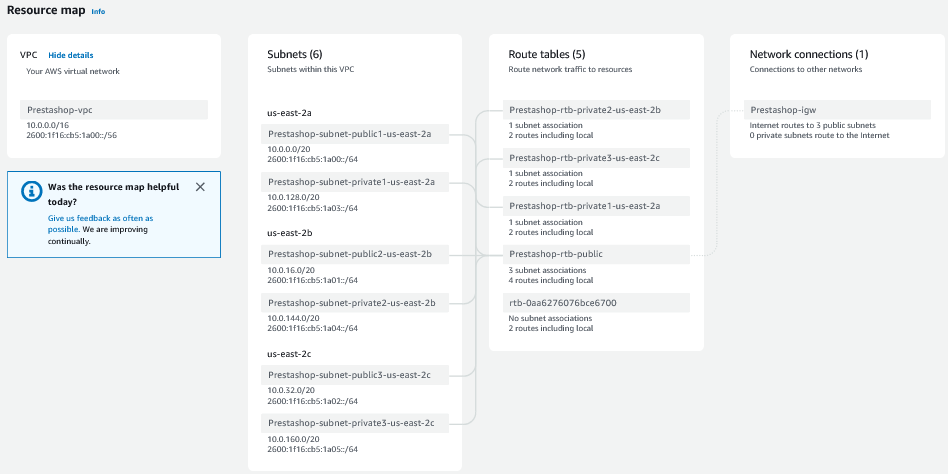 Resource map Info
VPC Hide details
Your AWS virtual network
Prestashop-vpc
10.0.0.0/16
2600:1f16:cb5:1a00::/56
Was the resource map helpful
today?
Give us feedback as often as
possible. We are improving
continually.
Subnets (6)
Subnets within this VPC
us-east-2a
Prestashop-subnet-public1-us-east-2a
10.0.0.0/20
2600:1f16:cb5:1a00::/64
Prestashop-subnet-private1-us-east-2a
10.0.128.0/20
2600:1f16:cb5:1a03::/64
us-east-2b
Prestashop-subnet-public2-us-east-2b
10.0.16.0/20
2600:1f16:cb5:1a01::/64
Prestashop-subnet-private2-us-east-2b
10.0.144.0/20
2600:1f16:cb5:1a04::/64
us-east-2c
Prestashop-subnet-public3-us-east-2c
10.0.32.0/20
2600:1f16:cb5:1a02::/64
Prestashop-subnet-private3-us-east-2c
10.0.160.0/20
2600:1f16:cb5:1a05::/64
Route tables (5)
Route network traffic to resources
Prestashop-rtb-private2-us-east-2b
1 subnet association
2 routes including local
Prestashop-rtb-private3-us-east-2c
1 subnet association
2 routes including local
Prestashop-rtb-private1-us-east-2a
1 subnet association
2 routes including local
Prestashop-rtb-public
3 subnet associations
4 routes including local
rtb-0aa6276076bce6700
No subnet associations
2 routes including local
Network connections (1)
Connections to other networks
Prestashop-igw
Internet routes to 3 public subnets
0 private subnets route to the Internet